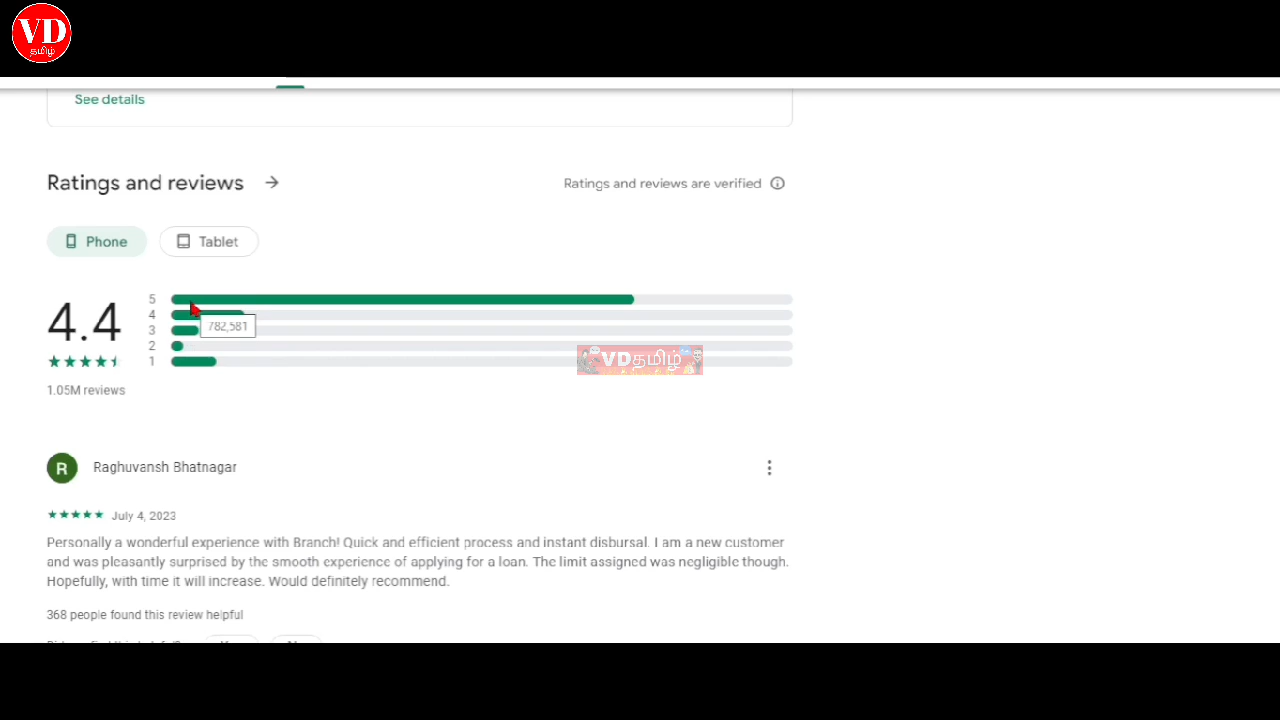 VD
தமிழ்
See details
Ratings and reviews
Ratings and reviews are verified
Phone
Tablet
4.4
5
4
3
2
1
782,581
VDதமிழ்
1.05M reviews
R
Raghuvansh Bhatnagar
July 4, 2023
Personally a wonderful experience with Branch! Quick and efficient process and instant disbursal. I am a new customer
and was pleasantly surprised by the smooth experience of applying for a loan. The limit assigned was negligible though.
Hopefully, with time it will increase. Would definitely recommend.
368 people found this review helpful